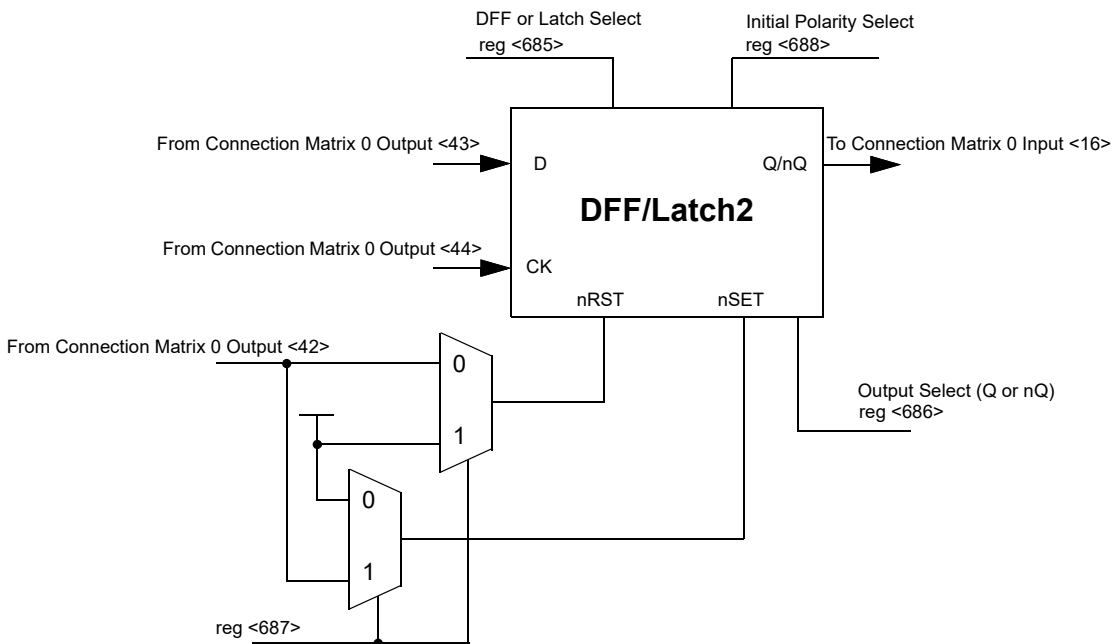 DFF or Latch Select
reg <685>
Initial Polarity Select
reg <688>
From Connection Matrix 0 Output <43>
D
Q/nQ
To Connection Matrix 0 Input <16>
DFF/Latch2
From Connection Matrix 0 Output <44>
CK
nRST
nSET
From Connection Matrix 0 Output <42>
0
1
Output Select (Q or nQ)
reg <686>
0
1
reg <687>